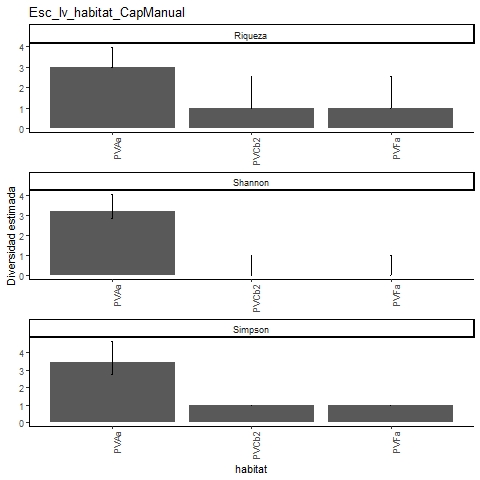 Esc_lv_habitat_CapManual
Riqueza
4
3
2
1
0
PVAa
PVCb2
PVFa
Shannon
Diversidad estimada
4
3
2
1
0
PVAa
PVCb2
PVFa
Simpson
4
3
2
1
0
PVAa
PVCb2
PVFa
habitat